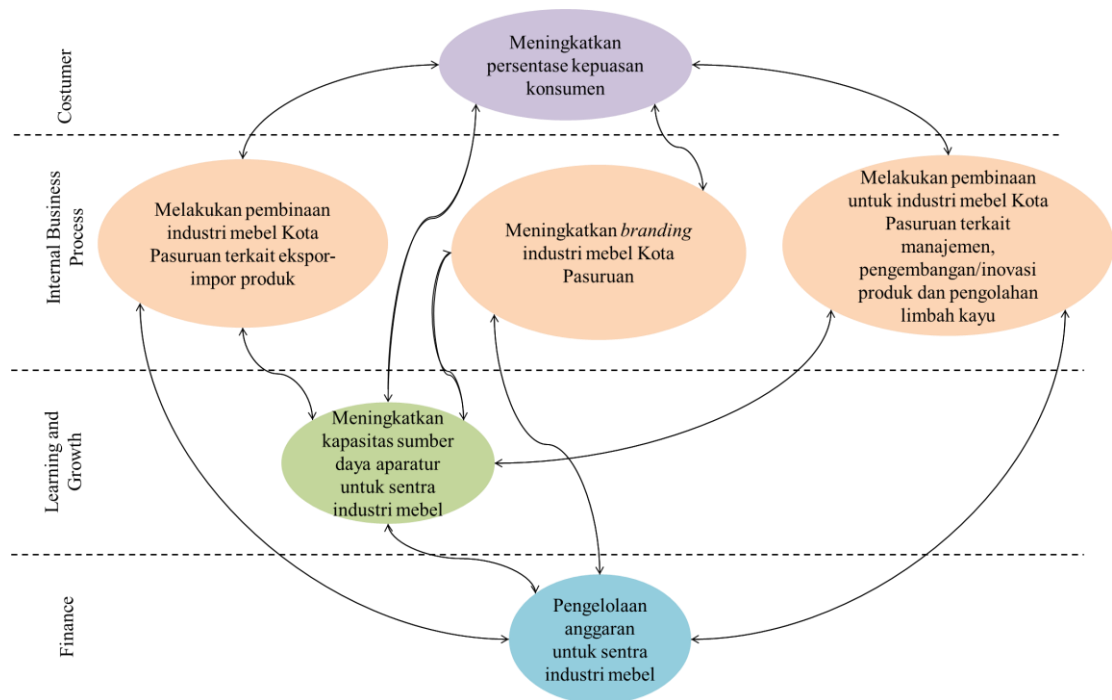 Costumer
Meningkatkan
persentase kepuasan
konsumen
Internal Business
Process
Melakukan pembinaan
industri mebel Kota
Pasuruan terkait ekspor-
impor produk
Meningkatkan branding
industri mebel Kota
Pasuruan
Melakukan pembinaan
untuk industri mebel Kota
Pasuruan terkait
manajemen,
pengembangan/inovasi
produk dan pengolahan
limbah kayu
Learning and
Growth
Meningkatkan
kapasitas sumber
daya aparatur
untuk sentra
industri mebel
Finance
Pengelolaan
anggaran
untuk sentra
industri mebel